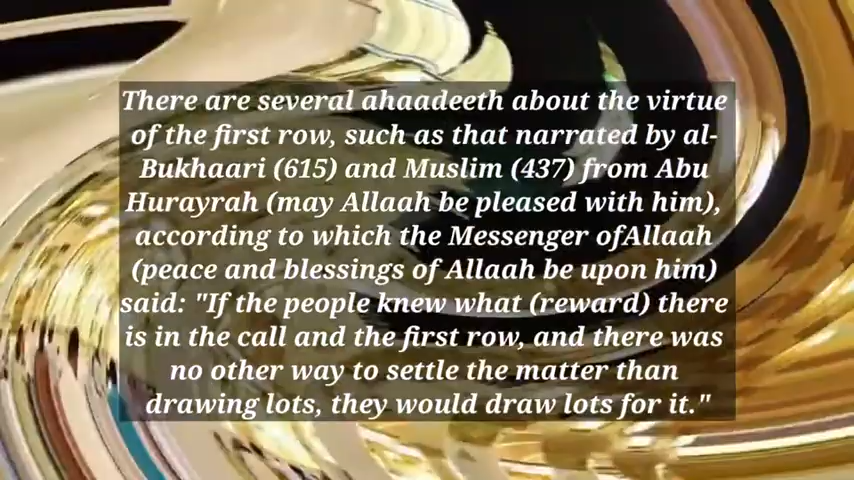 There are several ahaadeeth about the virtue
of the first row, such as that narrated by al-
Bukhaari (615) and Muslim (437) from Abu
Hurayrah (may Allaah be pleased with him),
according to which the Messenger ofAllaah
(peace and blessings of Allaah be upon him)
said: "If the people knew what (reward) there
is in the call and the first row, and there was
no other way to settle the matter than
drawing lots, they would draw lots for it."